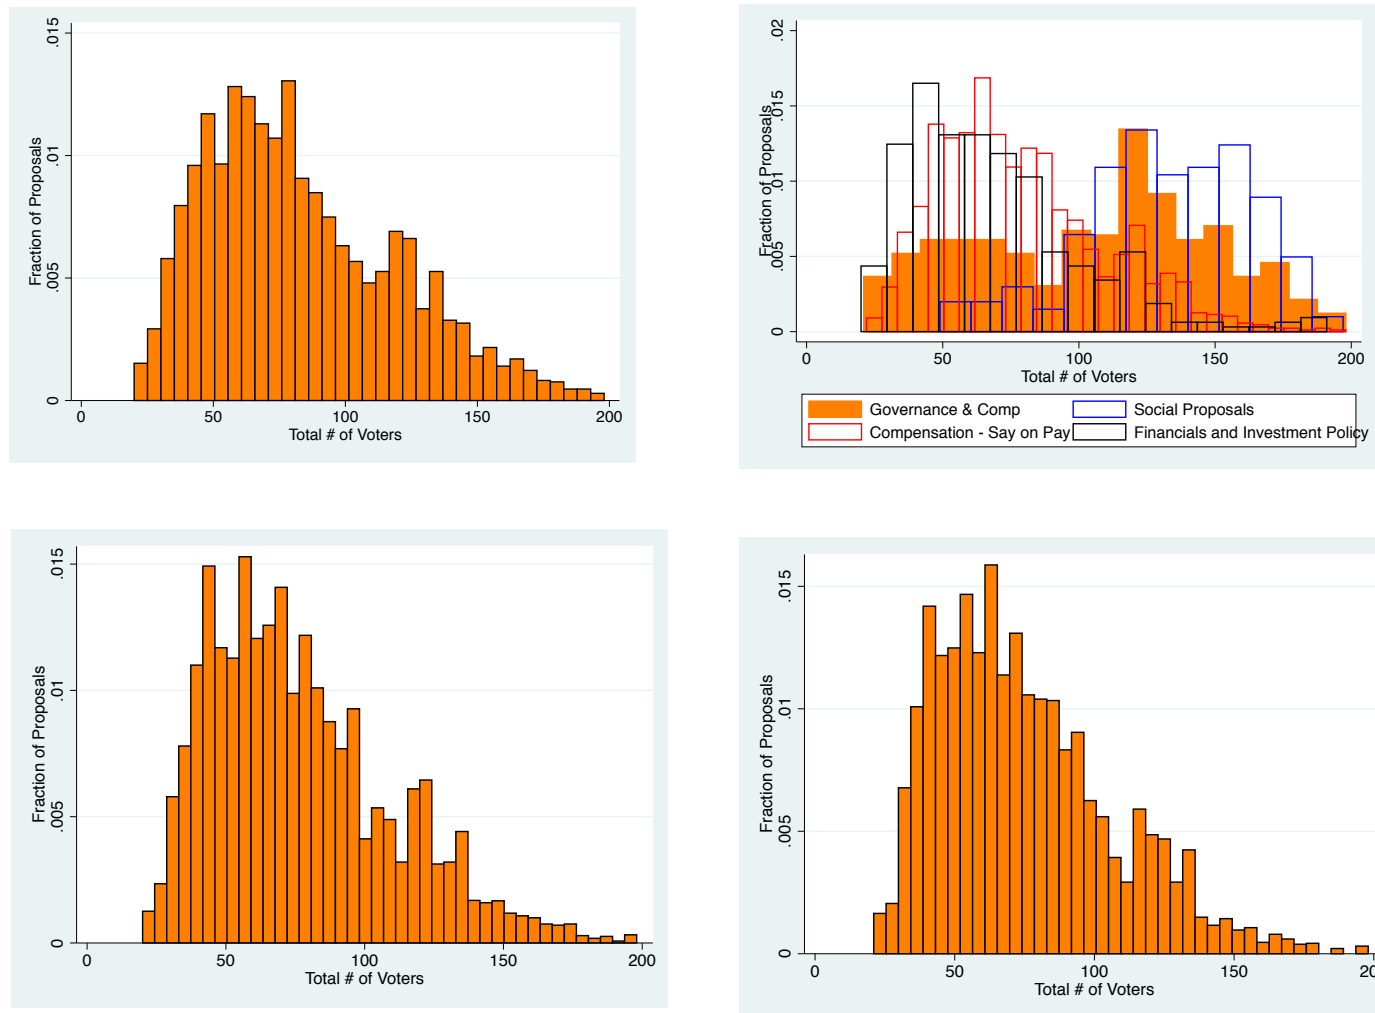 Fraction of Proposals
0 .005 .01 .015
0 50 100 150 200
Total # of Voters
Fraction of Proposals
0 .005 .01 .015 .02
0 50 100 150 200
Total # of Voters
Governance & Comp Social Proposals
Compensation - Say on Pay Financials and Investment Policy
Fraction of Proposals
0 .005 .01 .015
0 50 100 150 200
Total # of Voters
Fraction of Proposals
0 .005 .01 .015
0 50 100 150
Total # of Voters